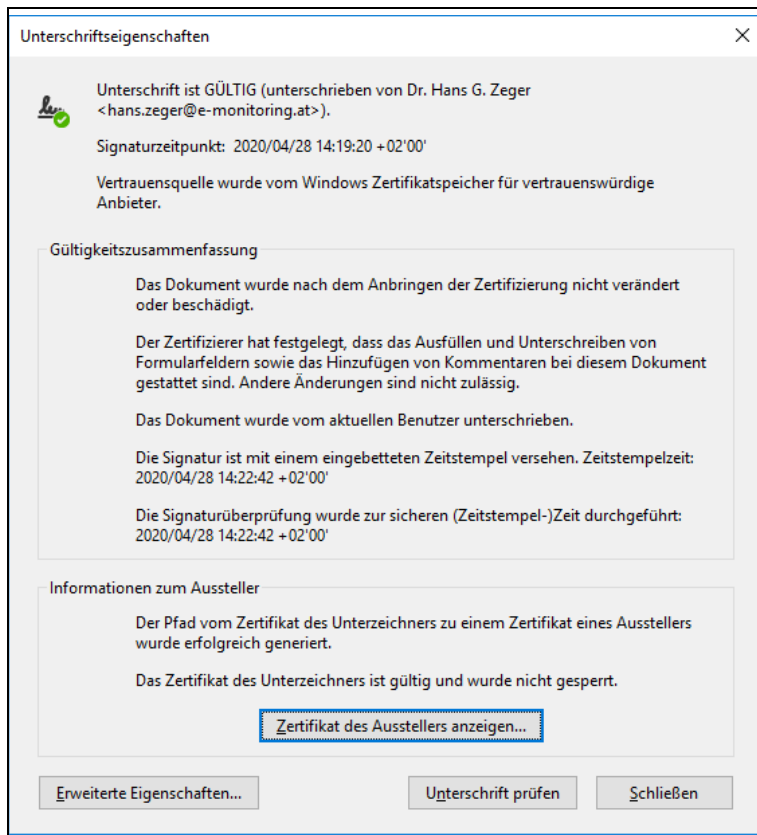 Unterschriftseigenschaften
Unterschrift ist GÜLTIG (unterschrieben von Dr. Hans G. Zeger
<hans.zeger@e-monitoring.at>).
Signaturzeitpunkt: 2020/04/28 14:19:20 +02'00'
Vertrauensquelle wurde vom Windows Zertifikatspeicher für vertrauenswürdige
Anbieter.
Gültigkeitszusammenfassung
Das Dokument wurde nach dem Anbringen der Zertifizierung nicht verändert
oder beschädigt.
Der Zertifizierer hat festgelegt, dass das Ausfüllen und Unterschreiben von
Formularfeldern sowie das Hinzufügen von Kommentaren bei diesem Dokument
gestattet sind. Andere Änderungen sind nicht zulässig.
Das Dokument wurde vom aktuellen Benutzer unterschrieben.
Die Signatur ist mit einem eingebetteten Zeitstempel versehen. Zeitstempelzeit:
2020/04/28 14:22:42 +02'00'
Die Signaturüberprüfung wurde zur sicheren (Zeitstempel-)Zeit durchgeführt:
2020/04/28 14:22:42 +02'00'
Informationen zum Aussteller
Der Pfad vom Zertifikat des Unterzeichners zu einem Zertifikat eines Ausstellers
wurde erfolgreich generiert.
Das Zertifikat des Unterzeichners ist gültig und wurde nicht gesperrt.
Zertifikat des Ausstellers anzeigen...
Erweiterte Eigenschaften... Unterschrift prüfen Schließen